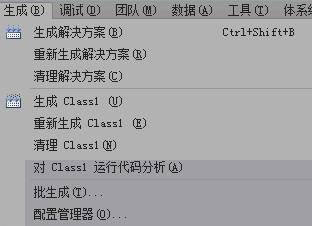 生成(B) 调试(D) 团队(M) 数据(A) 工具(T)
生成解决方案(B) Ctrl+Shift+B
重新生成解决方案(R)
清理解决方案(C)
生成 Class1 (U)
重新生成 Class1 (E)
清理 Class1(N)
对 Class1 运行代码分析(A)
批生成(T)...
配置管理器(O)...